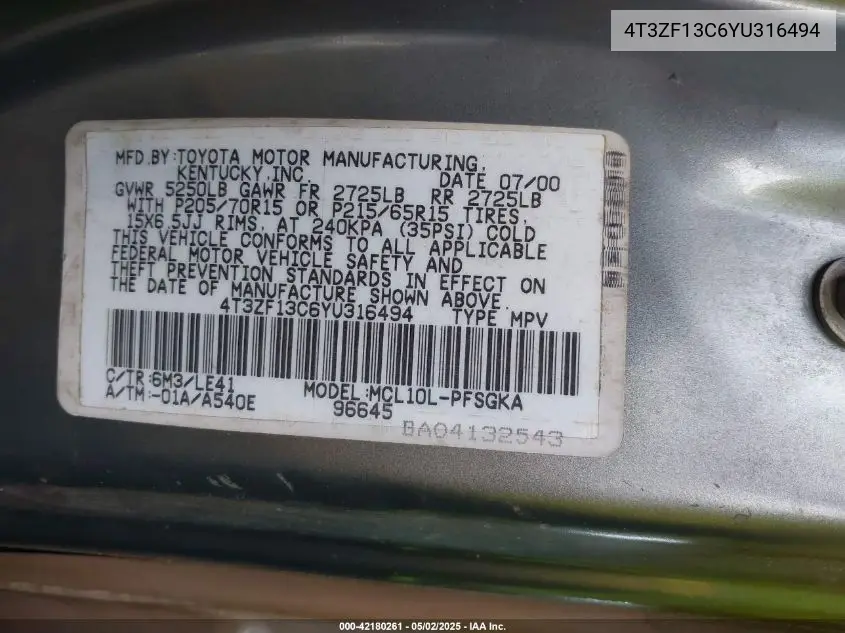 4T3ZF13C6YU316494
MFD.BY:TOYOTA MOTOR MANUFACTURING,
KENTUCKY,INC. DATE 07/00
GVWR 5250LB GAWR FR 2725LB RR 2725LB
WITH P205/70R15 OR P215/65R15 TIRES,
15X6.5JJ RIMS, AT 240KPA (35PSI) COLD
THIS VEHICLE CONFORMS TO ALL APPLICABLE
FEDERAL MOTOR VEHICLE SAFETY AND
THEFT PREVENTION STANDARDS IN EFFECT ON
THE DATE OF MANUFACTURE SHOWN ABOVE.
4T3ZF13C6YU316494 TYPE MPV
C/TR:6M3/LE41 MODEL:MCL10L-PFSGKA
A/TM:-01A/A540E 96645
BA04132543
000-42180261 - 05/02/2025 - IAA Inc.